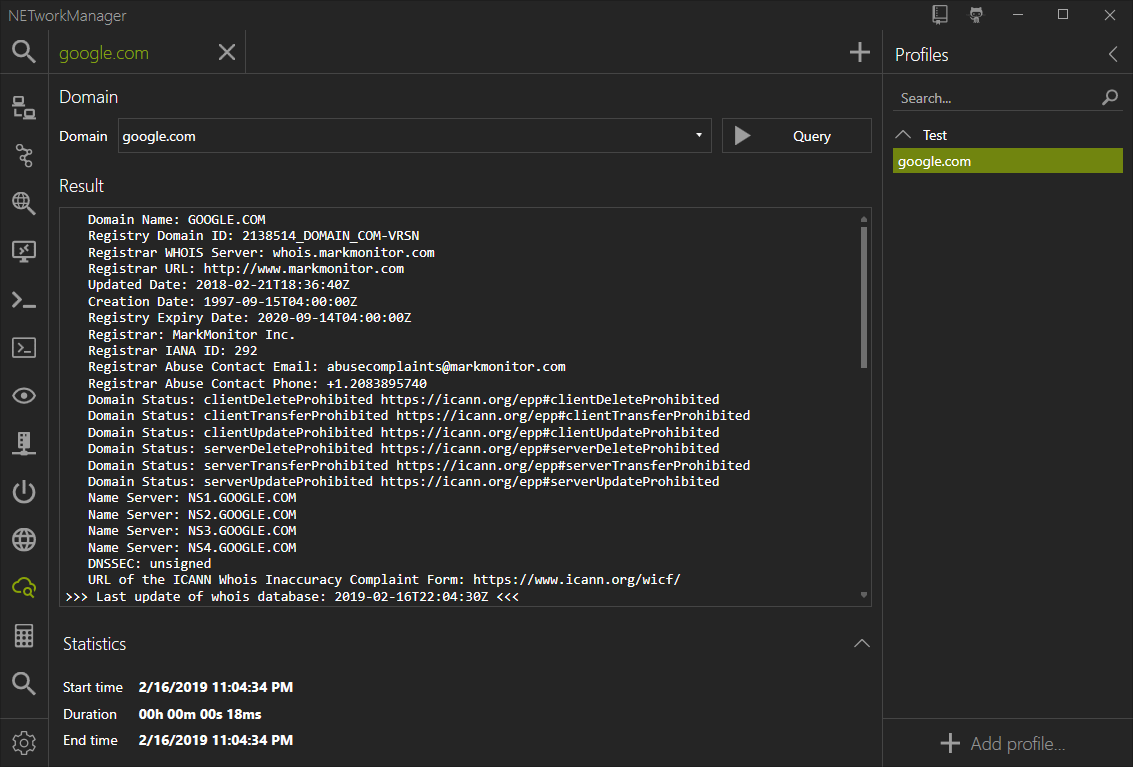 NETworkManager
google.com
Profiles
Search...
Test
google.com
Domain
Domain google.com Query
Result
Domain Name: GOOGLE.COM
Registry Domain ID: 2138514_DOMAIN_COM-VRSN
Registrar WHOIS Server: whois.markmonitor.com
Registrar URL: http://www.markmonitor.com
Updated Date: 2018-02-21T18:36:40Z
Creation Date: 1997-09-15T04:00:00Z
Registry Expiry Date: 2020-09-14T04:00:00Z
Registrar: MarkMonitor Inc.
Registrar IANA ID: 292
Registrar Abuse Contact Email: abusecomplaints@markmonitor.com
Registrar Abuse Contact Phone: +1.2083895740
Domain Status: clientDeleteProhibited https://icann.org/epp#clientDeleteProhibited
Domain Status: clientTransferProhibited https://icann.org/epp#clientTransferProhibited
Domain Status: clientUpdateProhibited https://icann.org/epp#clientUpdateProhibited
Domain Status: serverDeleteProhibited https://icann.org/epp#serverDeleteProhibited
Domain Status: serverTransferProhibited https://icann.org/epp#serverTransferProhibited
Domain Status: serverUpdateProhibited https://icann.org/epp#serverUpdateProhibited
Name Server: NS1.GOOGLE.COM
Name Server: NS2.GOOGLE.COM
Name Server: NS3.GOOGLE.COM
Name Server: NS4.GOOGLE.COM
DNSSEC: unsigned
URL of the ICANN Whois Inaccuracy Complaint Form: https://www.icann.org/wicf/
>>> Last update of whois database: 2019-02-16T22:04:30Z <<<
Statistics
Start time 2/16/2019 11:04:34 PM
Duration 00h 00m 00s 18ms
End time 2/16/2019 11:04:34 PM
Add profile...